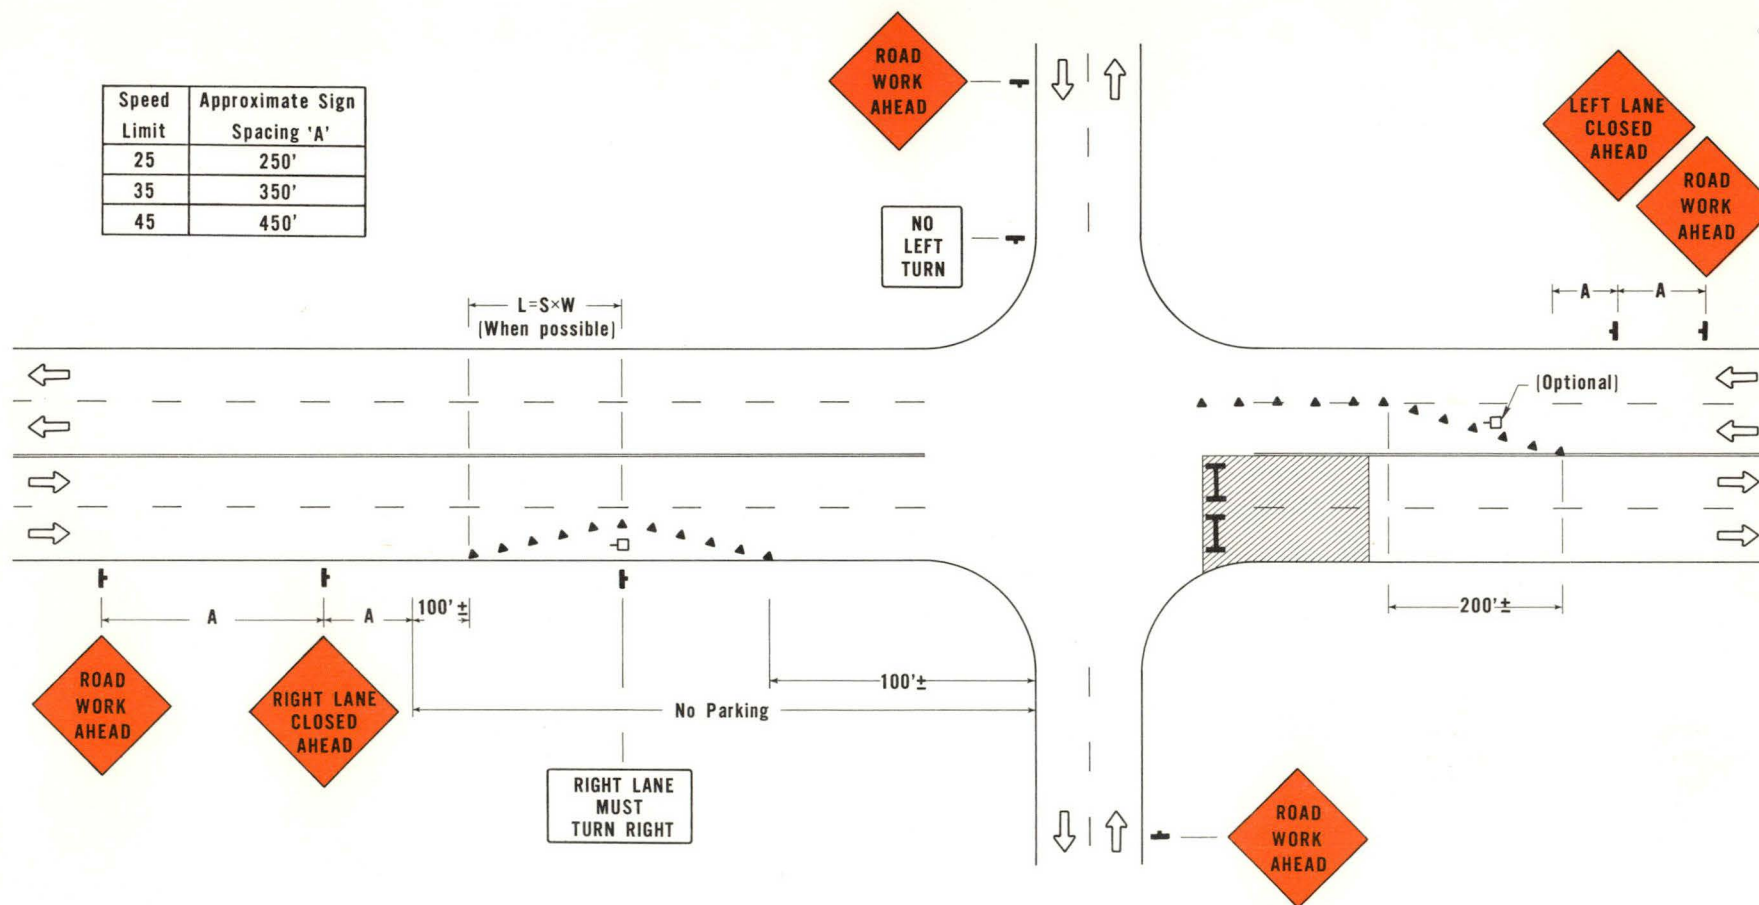 Speed Limit
Approximate Sign Spacing 'A'
25
250'
35
350'
45
450'
ROAD
WORK
AHEAD
NO
LEFT
TURN
LEFT LANE
CLOSED
AHEAD
ROAD
WORK
AHEAD
L=S×W
(When possible)
A
A
(Optional)
A
A
100'±
200'±
100'±
No Parking
ROAD
WORK
AHEAD
RIGHT LANE
CLOSED
AHEAD
RIGHT LANE
MUST
TURN RIGHT
ROAD
WORK
AHEAD